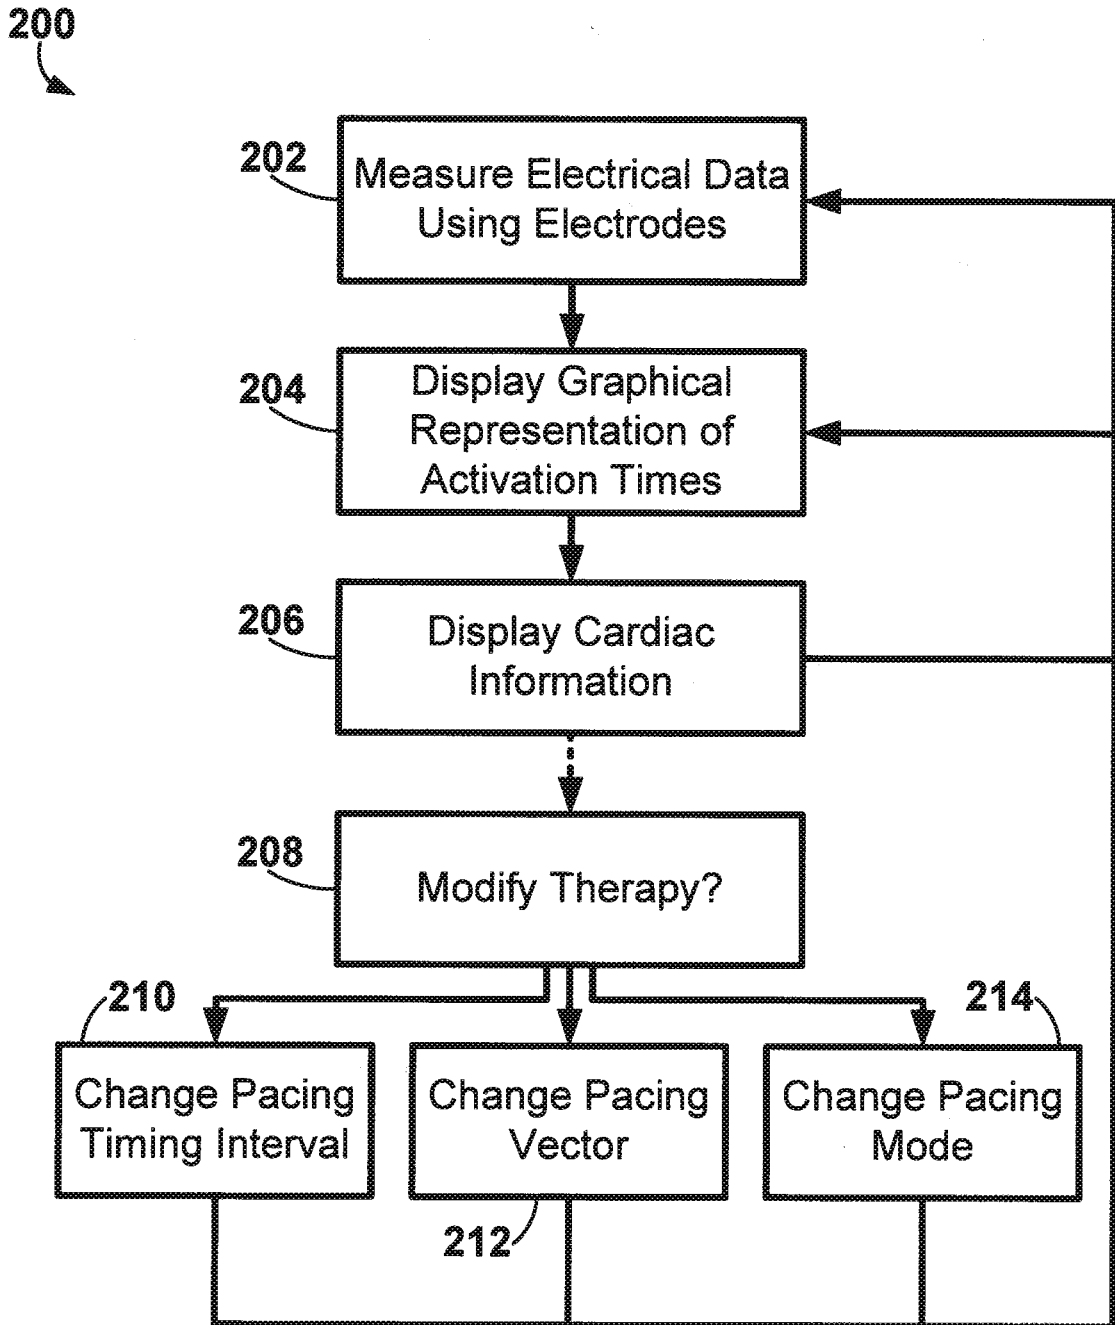 200
202
Measure Electrical Data
Using Electrodes
204
Display Graphical
Representation of
Activation Times
206
Display Cardiac
Information
208
Modify Therapy?
210
Change Pacing
Timing Interval
Change Pacing
Vector
212
214
Change Pacing
Mode